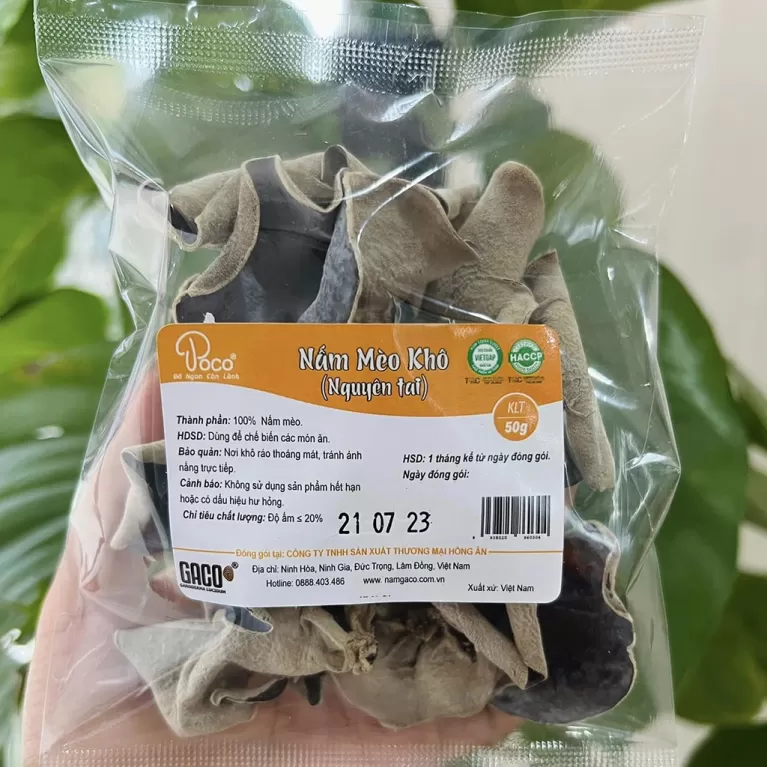 Poco®
Để Ngon Còn Lành
Nấm Mèo Khô
(Nguyên tai)
VIETGAP
HACCP
KLT
50g
Thành phần: 100% Nấm mèo.
HDSD: Dùng để chế biến các món ăn.
Bảo quản: Nơi khô ráo thoáng mát, tránh ánh
nắng trực tiếp.
Cảnh báo: Không sử dụng sản phẩm hết hạn
hoặc có dấu hiệu hư hỏng.
Chỉ tiêu chất lượng: Độ ẩm ≤ 20%
HSD: 1 tháng kể từ ngày đóng gói.
Ngày đóng gói:
21 07 23
Đóng gói tại: CÔNG TY TNHH SẢN XUẤT THƯƠNG MẠI HỒNG ÂN
GACO®
GANODERMA LUCIDUM
Địa chỉ: Ninh Hòa, Ninh Gia, Đức Trọng, Lâm Đồng, Việt Nam
Hotline: 0888.403.486 www.namgaco.com.vn
Xuất xứ: Việt Nam